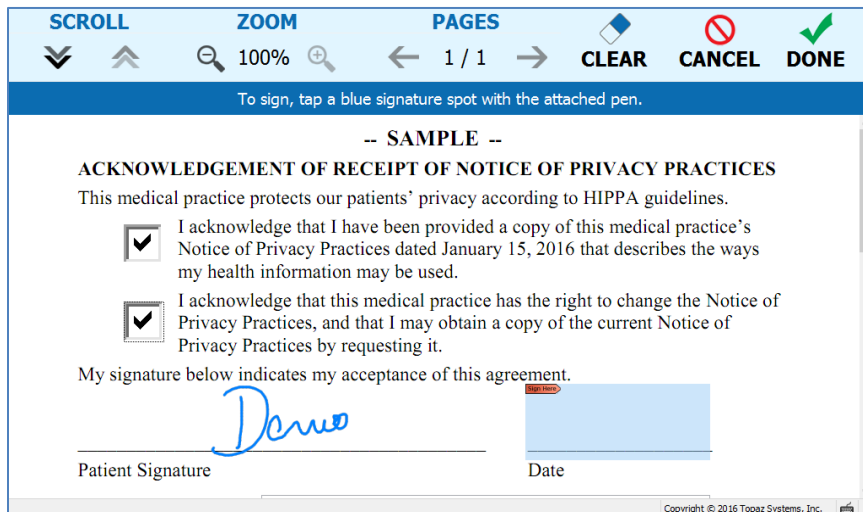 SCROLL ZOOM PAGES
100% 1 / 1 CLEAR CANCEL DONE
To sign, tap a blue signature spot with the attached pen.
-- SAMPLE --
ACKNOWLEDGEMENT OF RECEIPT OF NOTICE OF PRIVACY PRACTICES
This medical practice protects our patients’ privacy according to HIPPA guidelines.
I acknowledge that I have been provided a copy of this medical practice’s
Notice of Privacy Practices dated January 15, 2016 that describes the ways
my health information may be used.
I acknowledge that this medical practice has the right to change the Notice of
Privacy Practices, and that I may obtain a copy of the current Notice of
Privacy Practices by requesting it.
My signature below indicates my acceptance of this agreement.
Sign Here
Demo
Patient Signature Date
Copyright © 2016 Topaz Systems, Inc.